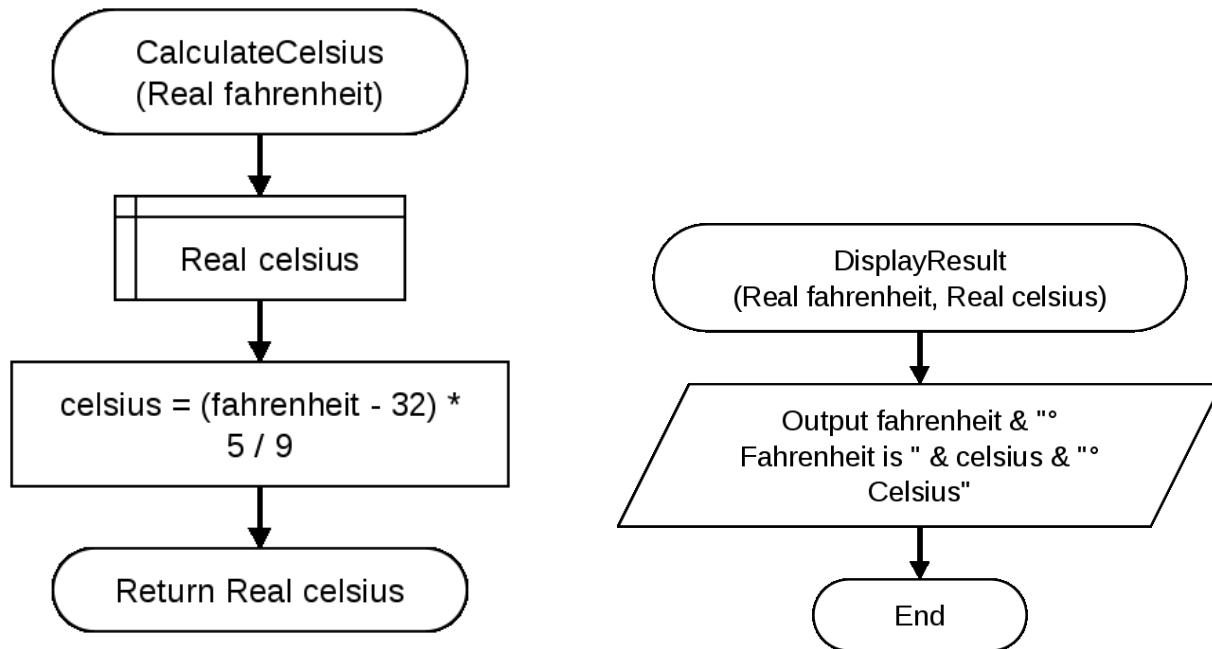 CalculateCelsius
(Real fahrenheit)
Real celsius
celsius = (fahrenheit - 32) *
5 / 9
Return Real celsius
DisplayResult
(Real fahrenheit, Real celsius)
Output fahrenheit & "°
Fahrenheit is " & celsius & "°
Celsius"
End